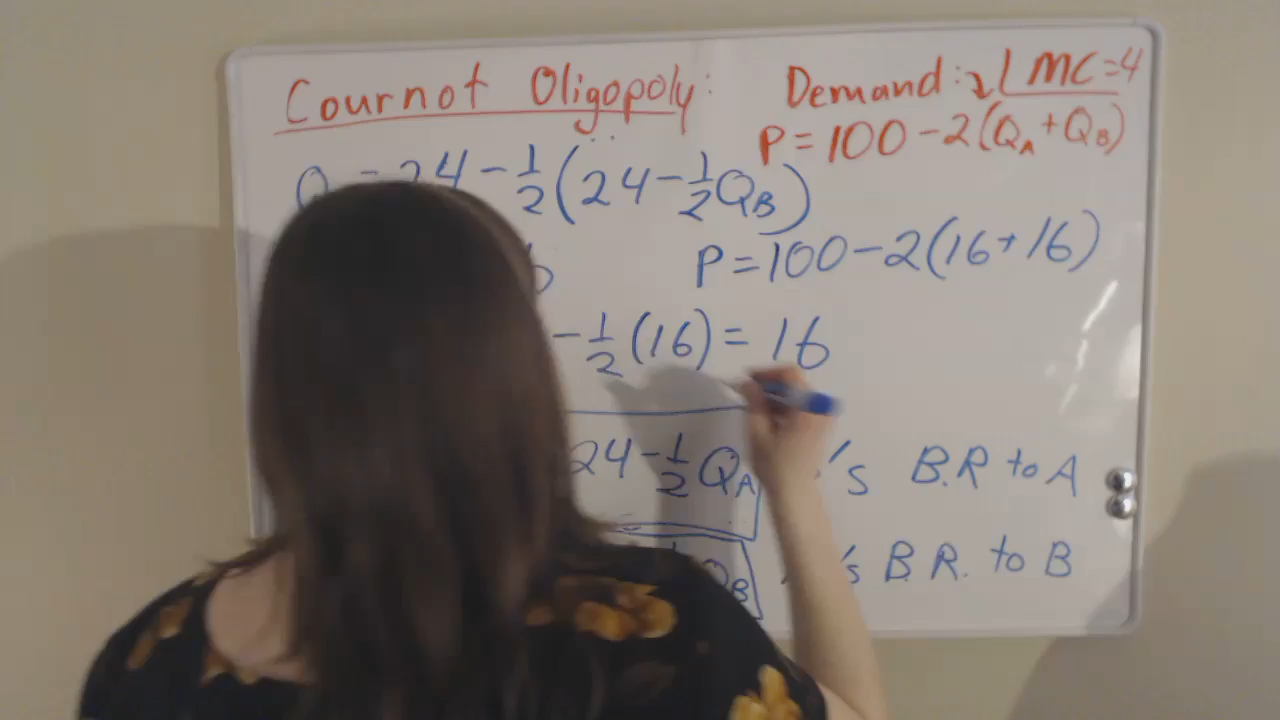 Cournot Oligopoly:
Demand: ↴ MC=4
P = 100 - 2(Q_A + Q_B)
= 24 - 1/2(24 - 1/2 Q_B)
P = 100 - 2(16 + 16)
- 1/2(16) = 16
24 - 1/2 Q_A 's B.R to A
Q_B 's B.R. to B